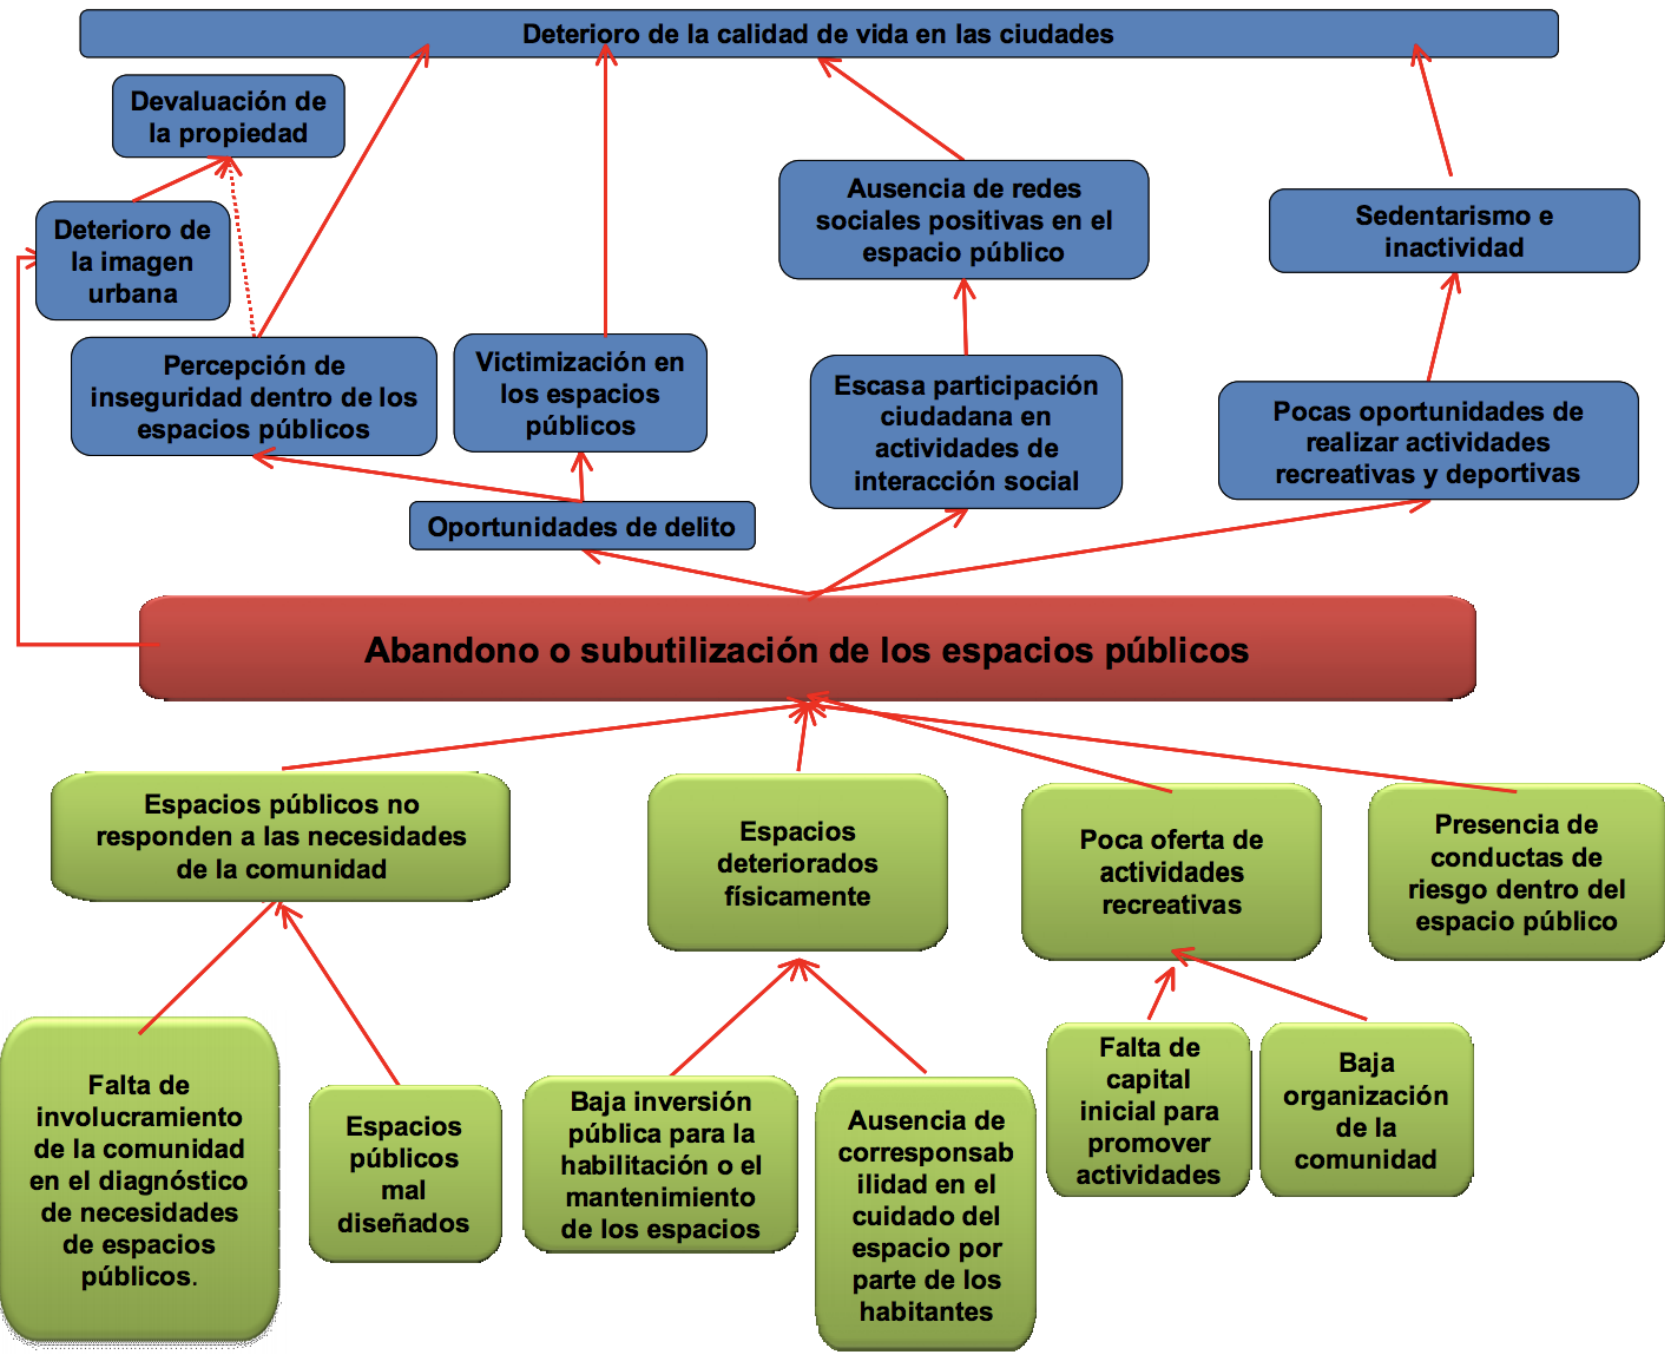 Deterioro de la calidad de vida en las ciudades
Devaluación de
la propiedad
Deterioro de
la imagen
urbana
Ausencia de redes
sociales positivas en el
espacio público
Sedentarismo e
inactividad
Percepción de
inseguridad dentro de los
espacios públicos
Victimización en
los espacios
públicos
Escasa participación
ciudadana en
actividades de
interacción social
Pocas oportunidades de
realizar actividades
recreativas y deportivas
Oportunidades de delito
Abandono o subutilización de los espacios públicos
Espacios públicos no
responden a las necesidades
de la comunidad
Espacios
deteriorados
físicamente
Poca oferta de
actividades
recreativas
Presencia de
conductas de
riesgo dentro del
espacio público
Falta de
involucramiento
de la comunidad
en el diagnóstico
de necesidades
de espacios
públicos.
Espacios
públicos
mal
diseñados
Baja inversión
pública para la
habilitación o el
mantenimiento
de los espacios
Ausencia de
corresponsab
ilidad en el
cuidado del
espacio por
parte de los
habitantes
Falta de
capital
inicial para
promover
actividades
Baja
organización
de la
comunidad